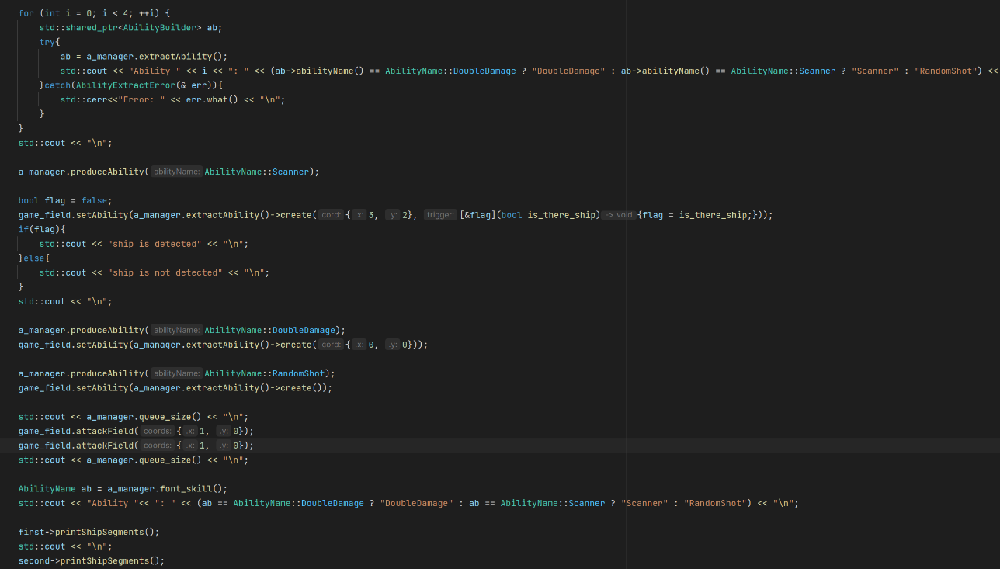 for (int i = 0; i < 4; ++i) {
    std::shared_ptr<AbilityBuilder> ab;
    try{
        ab = a_manager.extractAbility();
        std::cout << "Ability " << i << ": " << (ab->abilityName() == AbilityName::DoubleDamage ? "DoubleDamage" : ab->abilityName() == AbilityName::Scanner ? "Scanner" : "RandomShot") <<
    }catch(AbilityExtractError(& err)){
        std::cerr<<"Error: " << err.what() << "\n";
    }
}
std::cout << "\n";

a_manager.produceAbility( abilityName: AbilityName::Scanner);

bool flag = false;
game_field.setAbility(a_manager.extractAbility()->create( cord: { .x: 3, .y: 2}, trigger: [&flag](bool is_there_ship) -> void {flag = is_there_ship;}));
if(flag){
    std::cout << "ship is detected" << "\n";
}else{
    std::cout << "ship is not detected" << "\n";
}
std::cout << "\n";

a_manager.produceAbility( abilityName: AbilityName::DoubleDamage);
game_field.setAbility(a_manager.extractAbility()->create( cord: { .x: 0, .y: 0}));

a_manager.produceAbility( abilityName: AbilityName::RandomShot);
game_field.setAbility(a_manager.extractAbility()->create());

std::cout << a_manager.queue_size() << "\n";
game_field.attackField( coords: { .x: 1, .y: 0});
game_field.attackField( coords: { .x: 1, .y: 0});
std::cout << a_manager.queue_size() << "\n";

AbilityName ab = a_manager.font_skill();
std::cout << "Ability "<< ": " << (ab == AbilityName::DoubleDamage ? "DoubleDamage" : ab == AbilityName::Scanner ? "Scanner" : "RandomShot") << "\n";

first->printShipSegments();
std::cout << "\n";
second->printShipSegments();